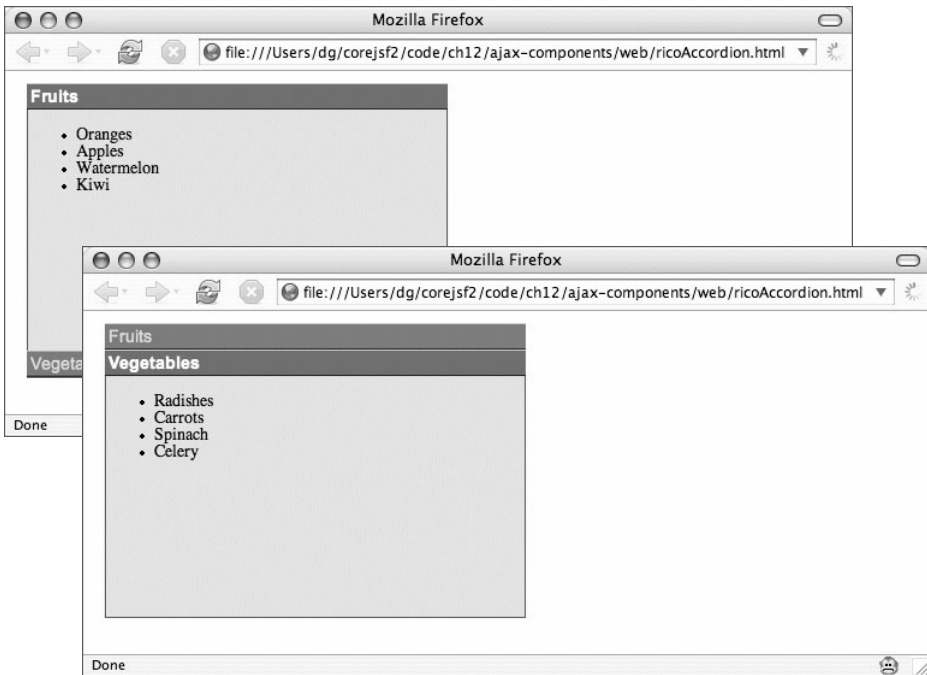 Mozilla Firefox
file:///Users/dg/corejsf2/code/ch12/ajax-components/web/ricoAccordion.html
Fruits
• Oranges
• Apples
• Watermelon
• Kiwi
Vegeta
Done
Mozilla Firefox
file:///Users/dg/corejsf2/code/ch12/ajax-components/web/ricoAccordion.html
Fruits
Vegetables
• Radishes
• Carrots
• Spinach
• Celery
Done